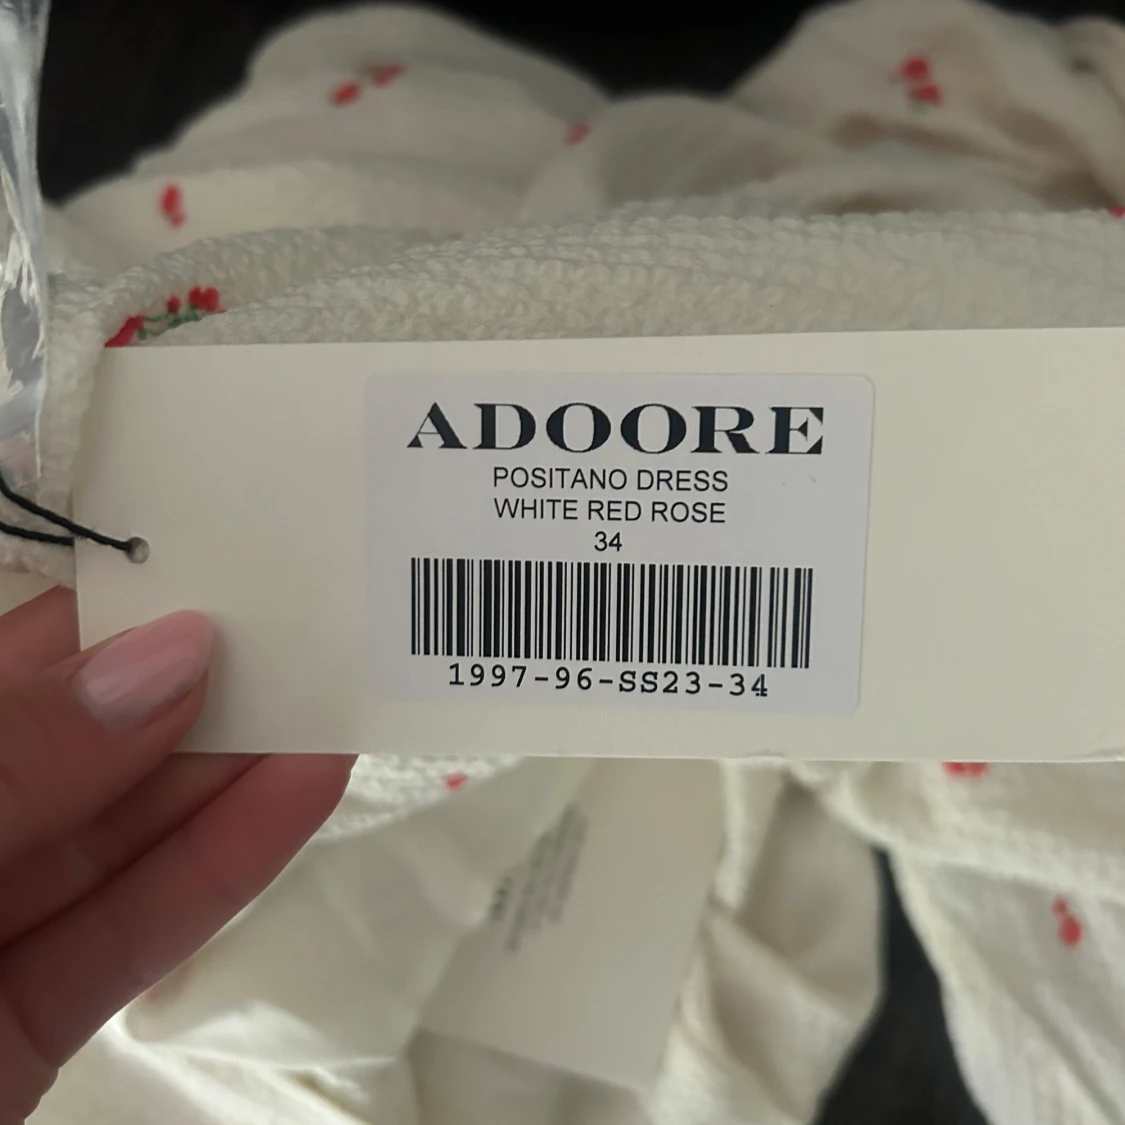 ADOORE
POSITANO DRESS
WHITE RED ROSE
34
1997-96-SS23-34